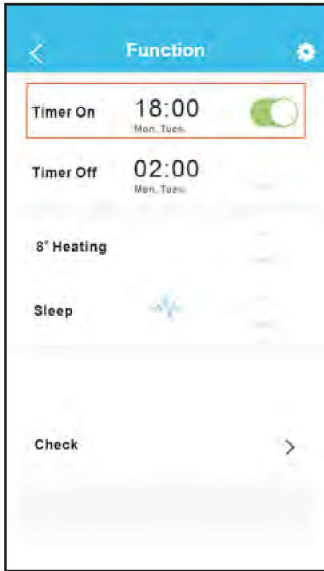 Function
Timer On 18:00
Mon, Tues.
Timer Off 02:00
Mon, Tues.
8° Heating
Sleep
Check